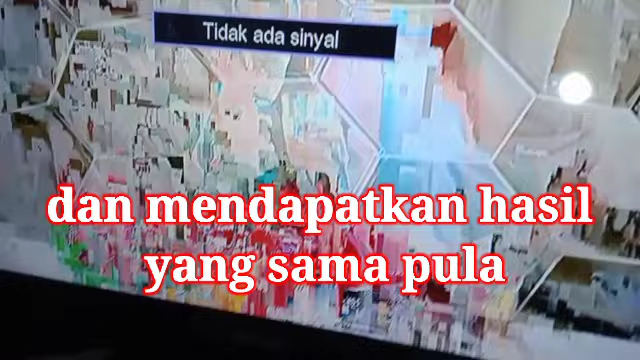 Tidak ada sinyal
dan mendapatkan hasil
yang sama pula